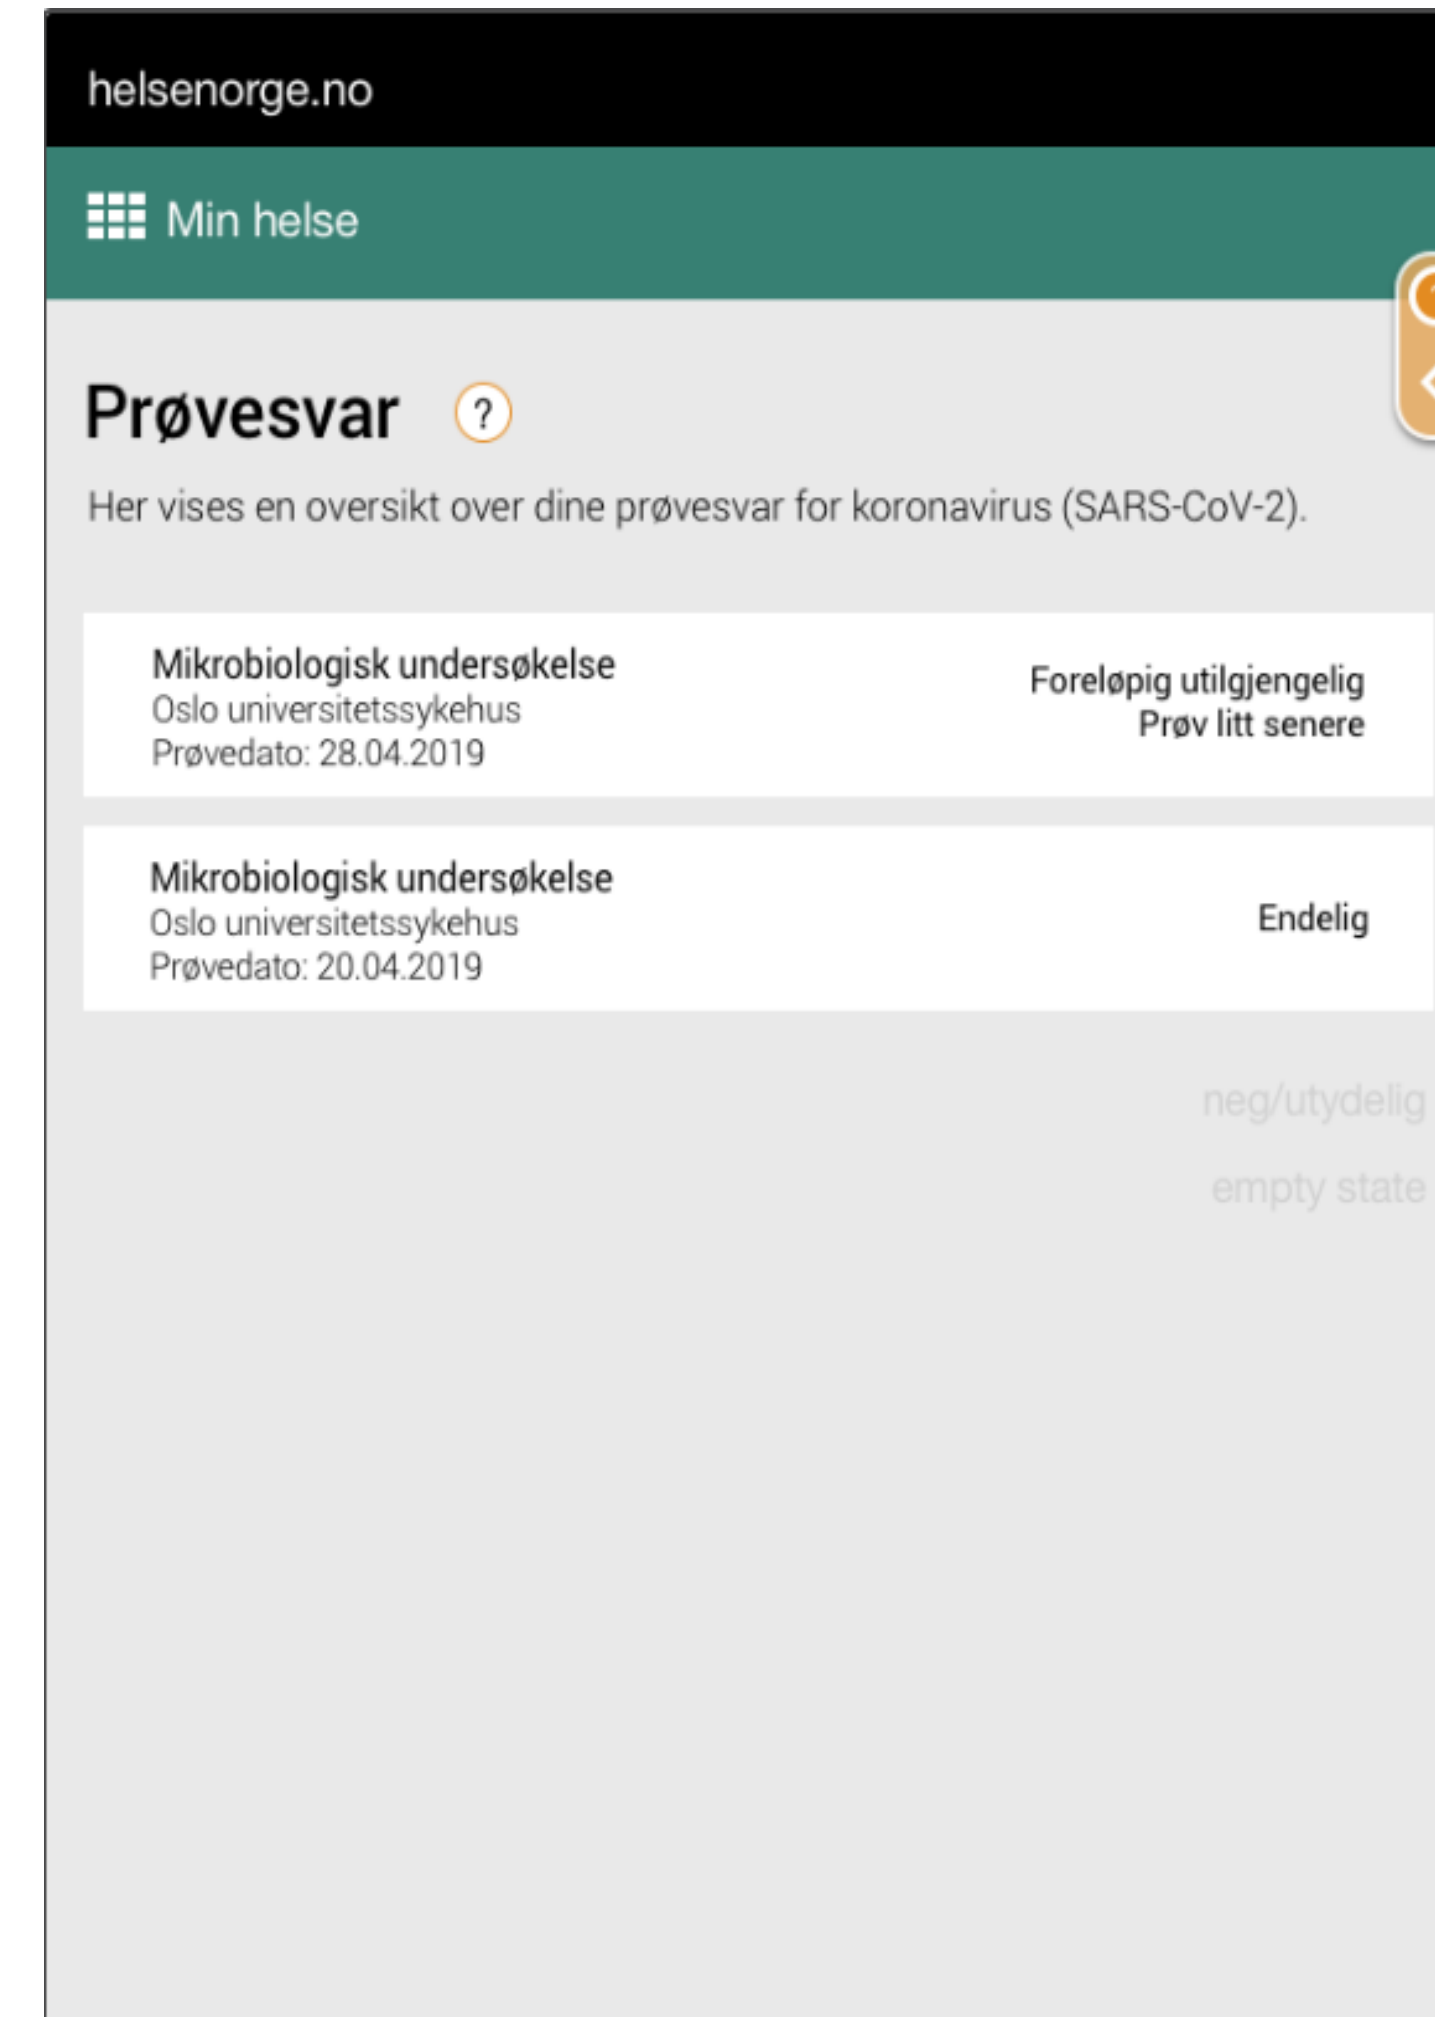 helsenorge.no
Min helse
Prøvesvar ?
Her vises en oversikt over dine prøvesvar for koronavirus (SARS-CoV-2).
Mikrobiologisk undersøkelse
Oslo universitetssykehus
Prøvedato: 28.04.2019
Foreløpig utilgjengelig
Prøv litt senere
Mikrobiologisk undersøkelse
Oslo universitetssykehus
Prøvedato: 20.04.2019
Endelig
neg/utydelig
empty state